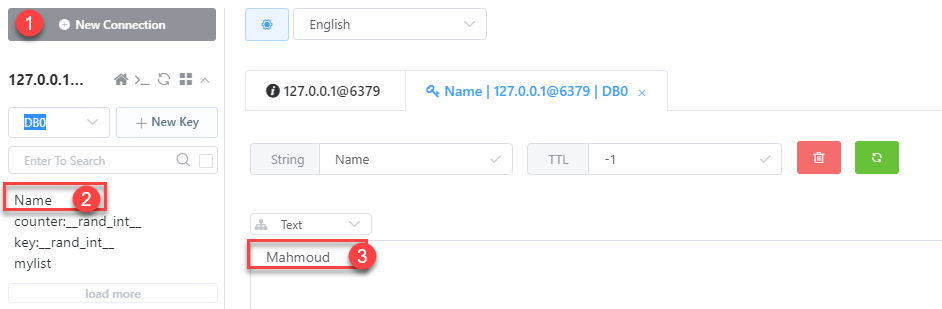 1 New Connection
127.0.0.1...
DB0
New Key
Enter To Search
Name 2
counter:__rand_int__
key:__rand_int__
mylist
load more
English
127.0.0.1@6379
Name | 127.0.0.1@6379 | DB0 ×
String Name
TTL -1
Text
Mahmoud 3